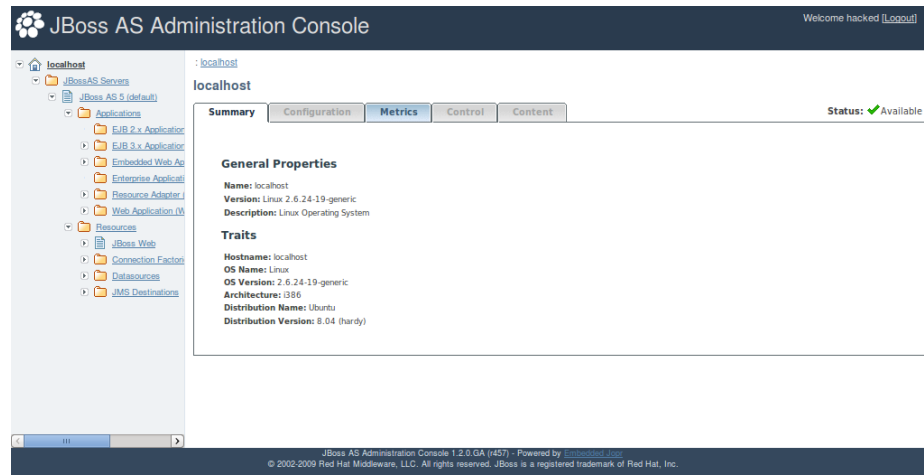 JBoss AS Administration Console
Welcome hacked [Logout]
localhost
JBossAS Servers
JBoss AS 5 (default)
Applications
EJB 2.x Application
EJB 3.x Application
Embedded Web Ap
Enterprise Applicati
Resource Adapter (
Web Application (W
Resources
JBoss Web
Connection Factori
Datasources
JMS Destinations
: localhost
localhost
Summary Configuration Metrics Control Content
Status: Available
General Properties
Name: localhost
Version: Linux 2.6.24-19-generic
Description: Linux Operating System
Traits
Hostname: localhost
OS Name: Linux
OS Version: 2.6.24-19-generic
Architecture: i386
Distribution Name: Ubuntu
Distribution Version: 8.04 (hardy)
JBoss AS Administration Console 1.2.0.GA (r457) - Powered by Embedded Jopr
© 2002-2009 Red Hat Middleware, LLC. All rights reserved. JBoss is a registered trademark of Red Hat, Inc.